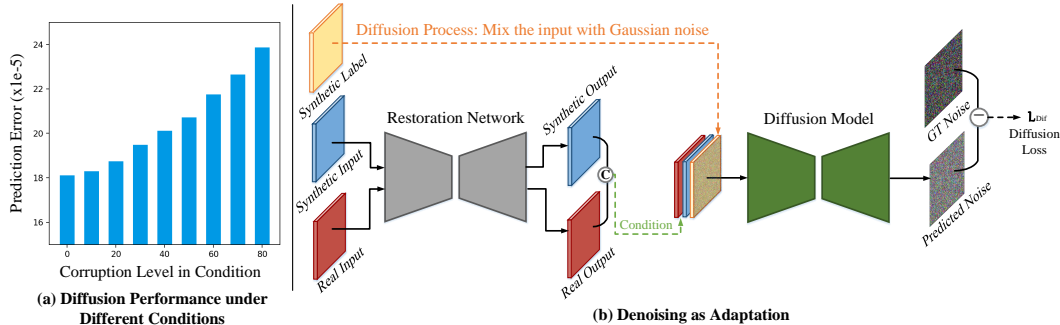 Prediction Error (x1e-5)
24
22
20
18
16
0 20 40 60 80
Corruption Level in Condition
(a) Diffusion Performance under
Different Conditions
Diffusion Process: Mix the input with Gaussian noise
Synthetic Label
Synthetic Input
Real Input
Restoration Network
Synthetic Output
C
Real Output
Condition
Diffusion Model
GT Noise
Predicted Noise
−
L Dif
Diffusion
Loss
(b) Denoising as Adaptation